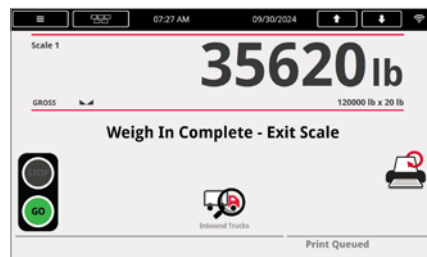 07:27 AM
09/30/2024
Scale 1
35620 lb
GROSS
120000 lb x 20 lb
Weigh In Complete - Exit Scale
STOP
GO
Inbound Trucks
Print Queued